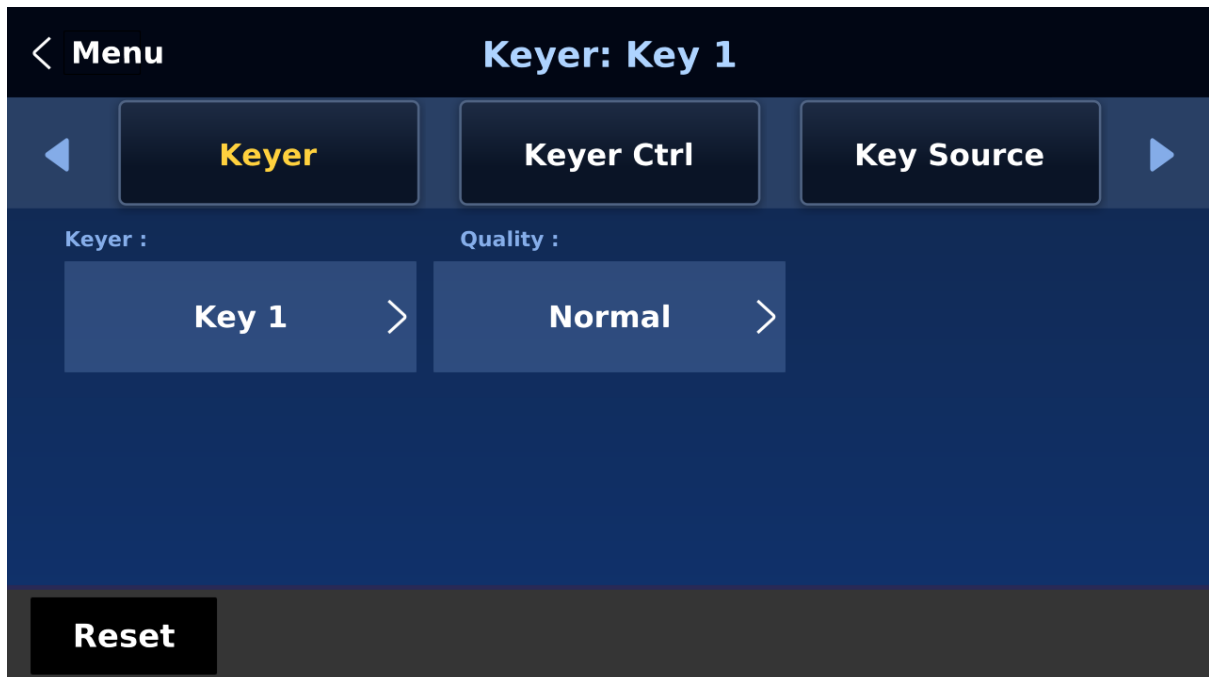 Menu
Keyer: Key 1
Keyer
Keyer Ctrl
Key Source
Keyer :
Quality :
Key 1
Normal
Reset